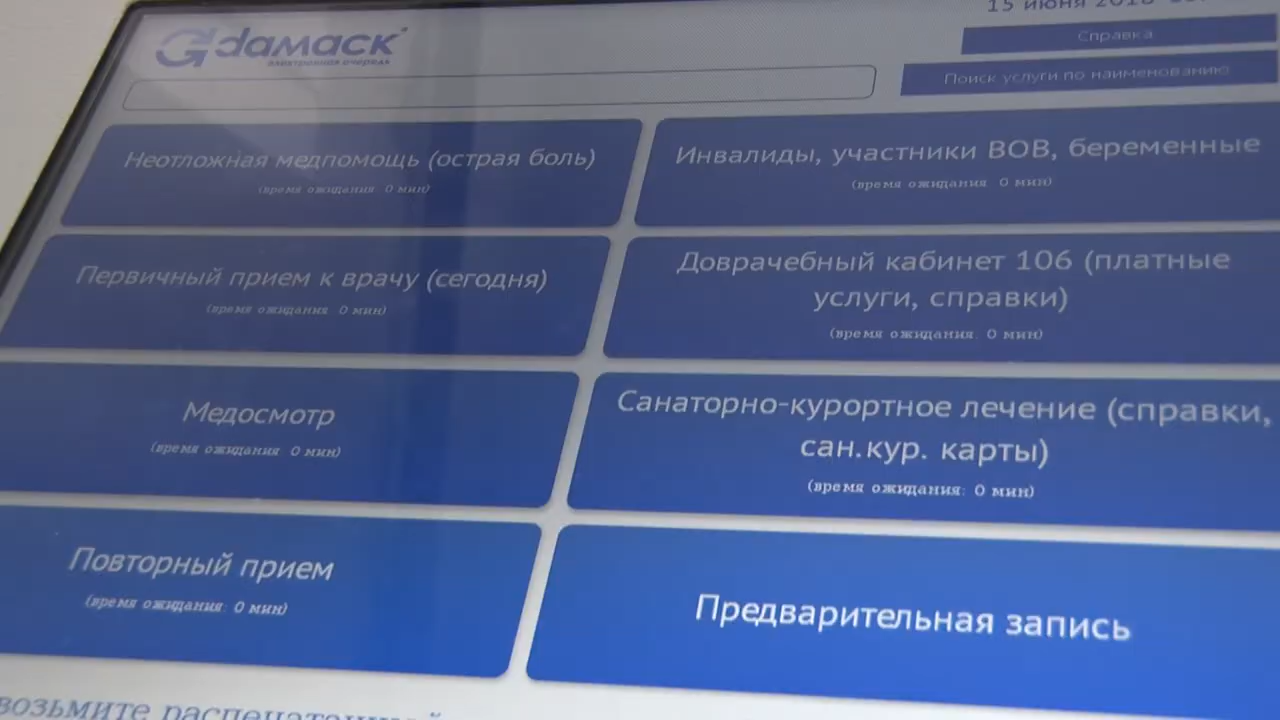 15 июня 2018
дамаск
электронная очередь
Справка
Поиск услуги по наименованию
Неотложная медпомощь (острая боль)
(время ожидания: 0 мин)
Инвалиды, участники ВОВ, беременные
(время ожидания: 0 мин)
Первичный прием к врачу (сегодня)
(время ожидания: 0 мин)
Доврачебный кабинет 106 (платные
услуги, справки)
(время ожидания: 0 мин)
Медосмотр
(время ожидания: 0 мин)
Санаторно-курортное лечение (справки,
сан.кур. карты)
(время ожидания: 0 мин)
Повторный прием
(время ожидания: 0 мин)
Предварительная запись
возьмите